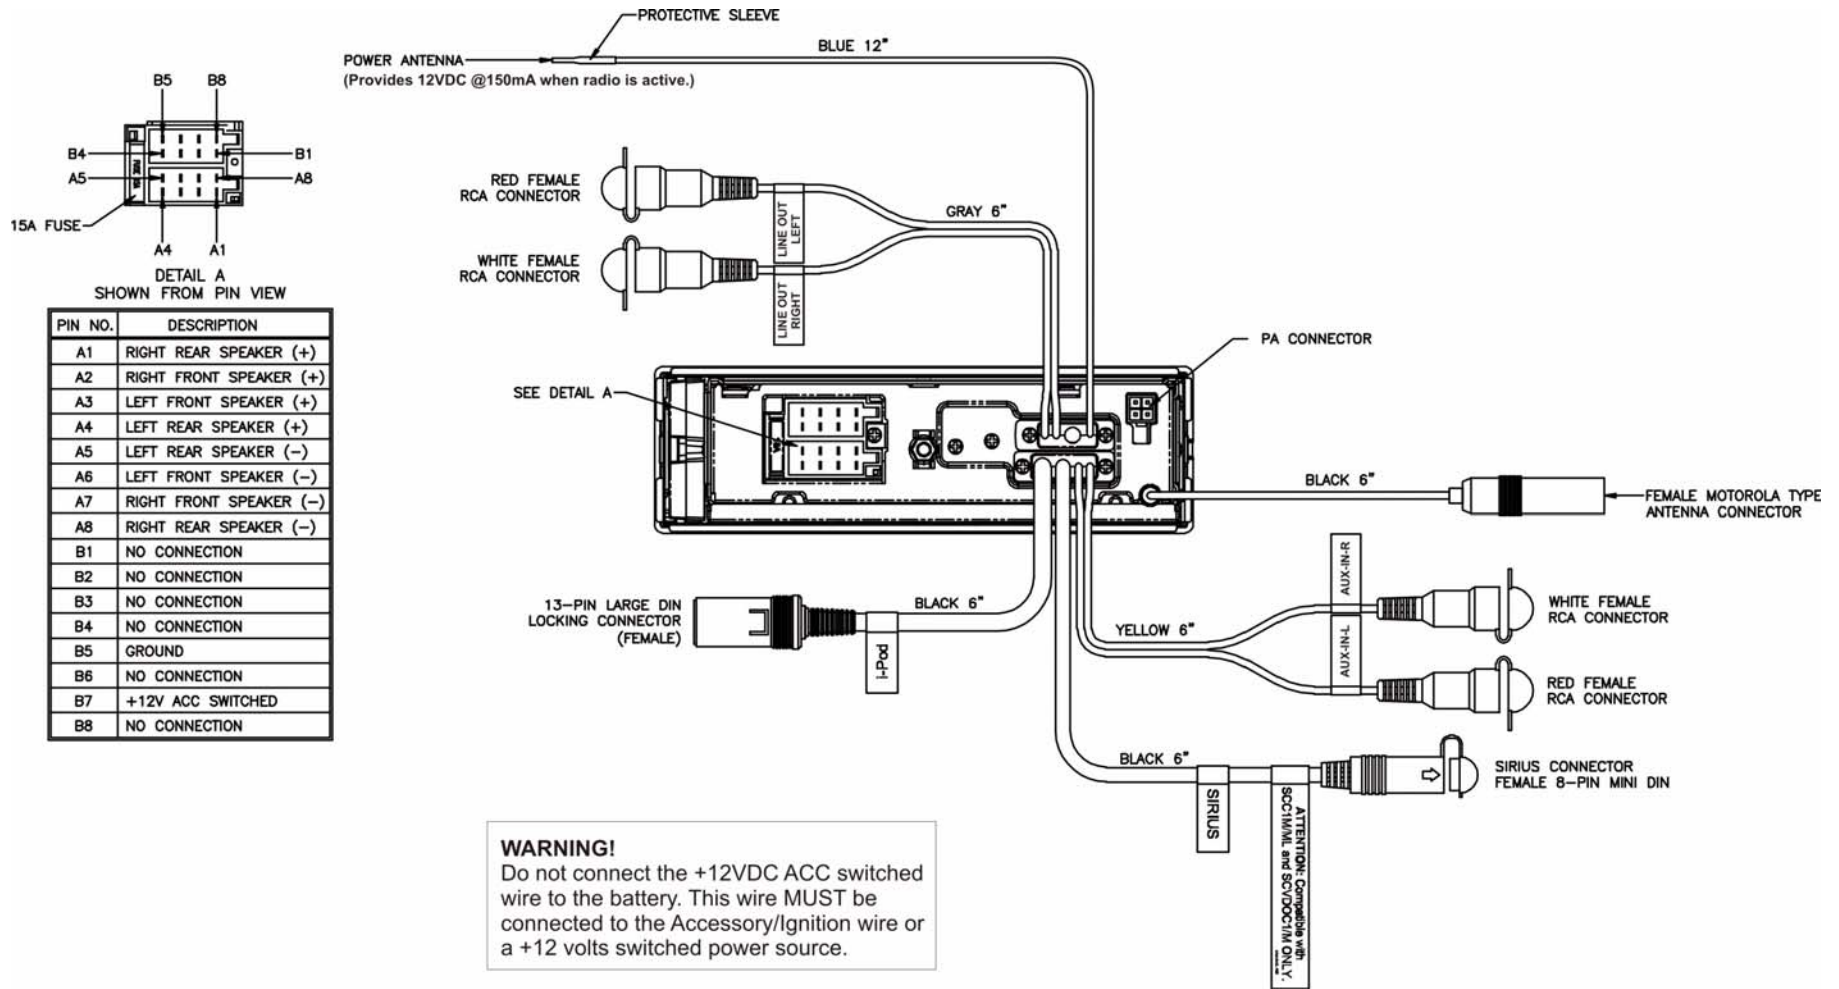 PROTECTIVE SLEEVE
BLUE 12"
POWER ANTENNA
(Provides 12VDC @150mA when radio is active.)
B5
B8
B4
B1
A5
A8
15A FUSE
A4
A1
DETAIL A
SHOWN FROM PIN VIEW
PIN NO. DESCRIPTION
A1 RIGHT REAR SPEAKER (+)
A2 RIGHT FRONT SPEAKER (+)
A3 LEFT FRONT SPEAKER (+)
A4 LEFT REAR SPEAKER (+)
A5 LEFT REAR SPEAKER (−)
A6 LEFT FRONT SPEAKER (−)
A7 RIGHT FRONT SPEAKER (−)
A8 RIGHT REAR SPEAKER (−)
B1 NO CONNECTION
B2 NO CONNECTION
B3 NO CONNECTION
B4 NO CONNECTION
B5 GROUND
B6 NO CONNECTION
B7 +12V ACC SWITCHED
B8 NO CONNECTION
RED FEMALE
RCA CONNECTOR
LINE OUT
LEFT
GRAY 6"
WHITE FEMALE
RCA CONNECTOR
LINE OUT
RIGHT
PA CONNECTOR
SEE DETAIL A
BLACK 6"
FEMALE MOTOROLA TYPE
ANTENNA CONNECTOR
13−PIN LARGE DIN
LOCKING CONNECTOR
(FEMALE)
i-Pod
BLACK 6"
YELLOW 6"
AUX-IN-R
AUX-IN-L
WHITE FEMALE
RCA CONNECTOR
RED FEMALE
RCA CONNECTOR
BLACK 6"
SIRIUS
ATTENTION: Compatible with
SCC1M/ML and SCVDOC1/M ONLY.
SIRIUS CONNECTOR
FEMALE 8−PIN MINI DIN
WARNING!
Do not connect the +12VDC ACC switched
wire to the battery. This wire MUST be
connected to the Accessory/Ignition wire or
a +12 volts switched power source.